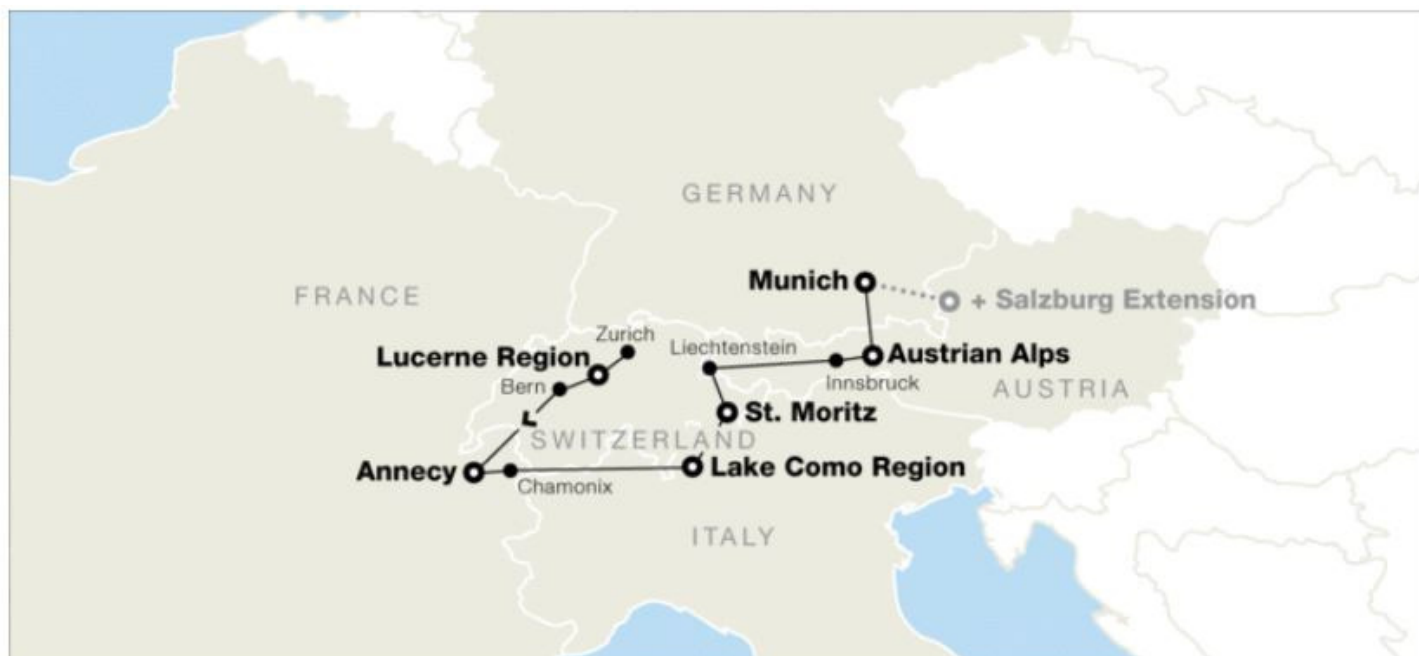 GERMANY
Munich
FRANCE
+ Salzburg Extension
Zurich
Liechtenstein
Lucerne Region
Austrian Alps
Bern
Innsbruck
AUSTRIA
St. Moritz
SWITZERLAND
Annecy
Lake Como Region
Chamonix
ITALY